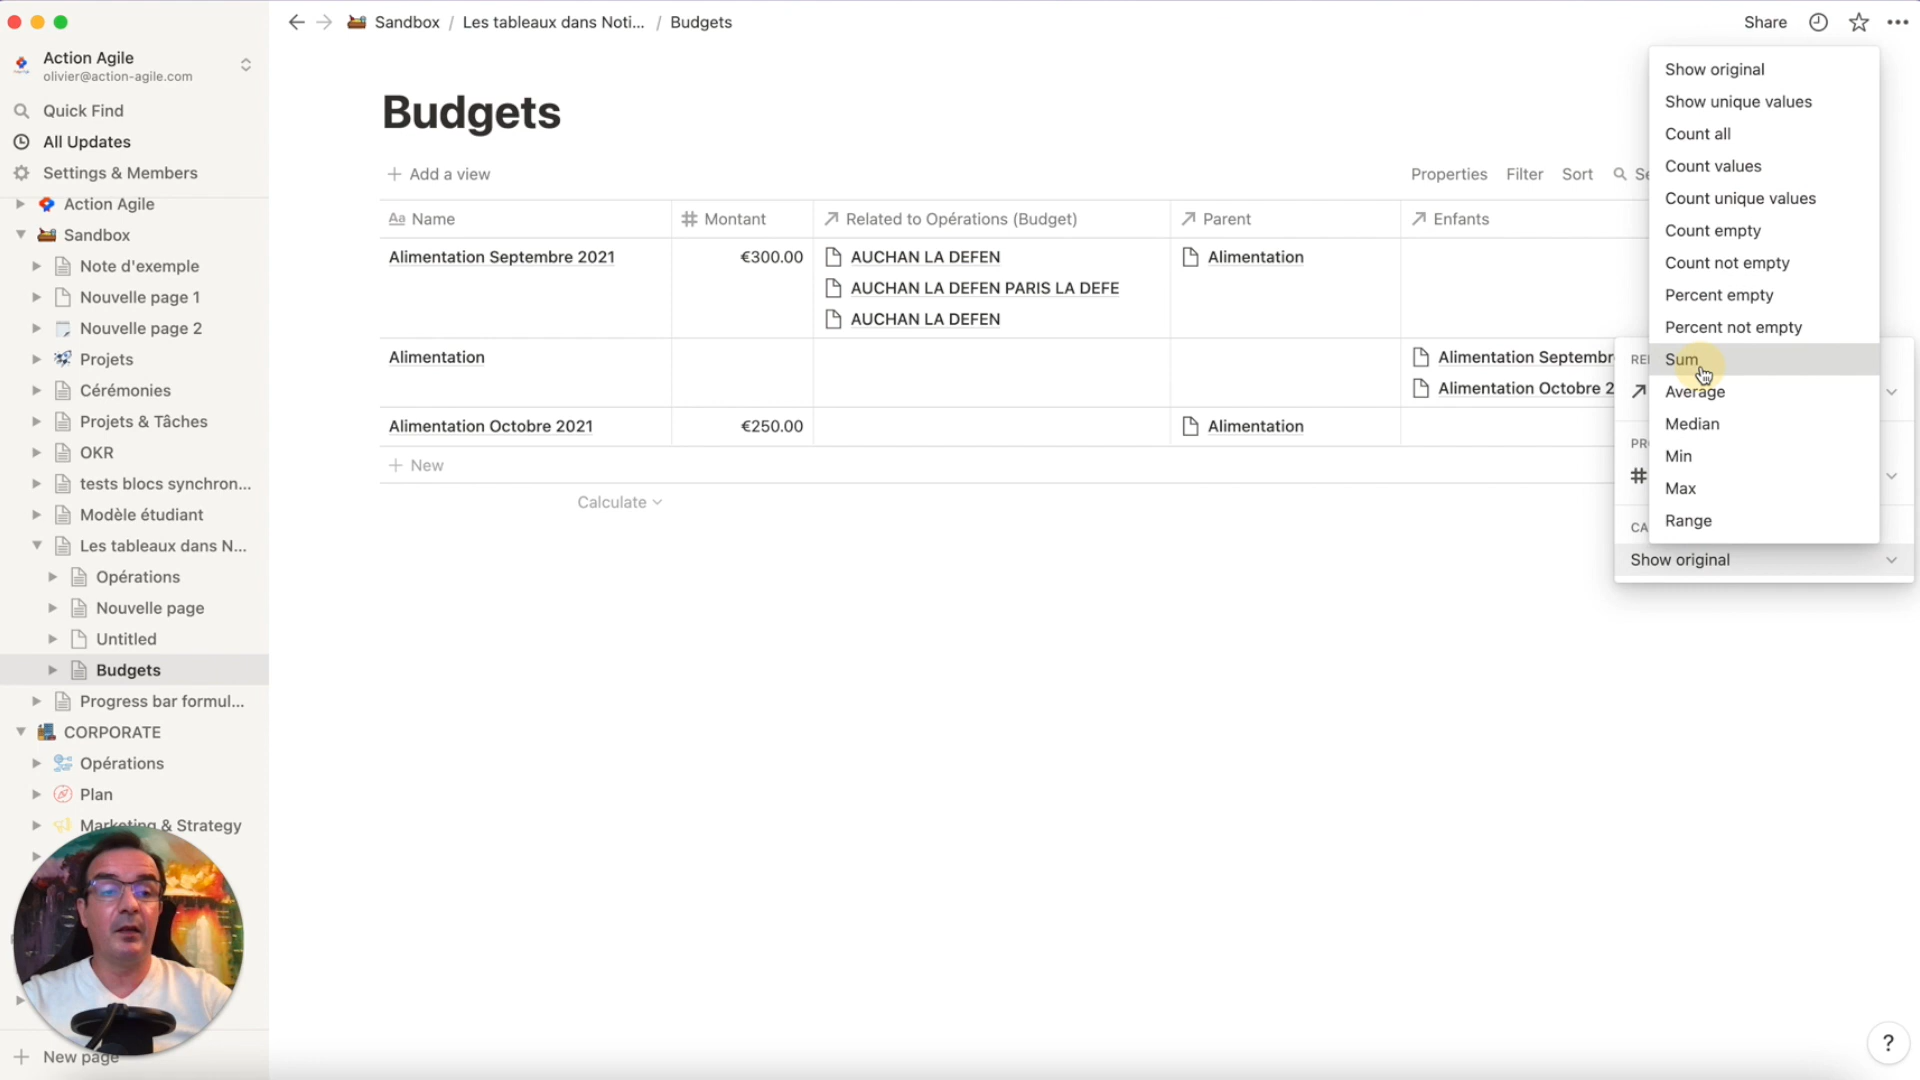 Sandbox / Les tableaux dans Noti... / Budgets
Share
Action Agile
olivier@action-agile.com
Quick Find
All Updates
Settings & Members
Action Agile
Sandbox
Note d'exemple
Nouvelle page 1
Nouvelle page 2
Projets
Cérémonies
Projets & Tâches
OKR
tests blocs synchron...
Modèle étudiant
Les tableaux dans N...
Opérations
Nouvelle page
Untitled
Budgets
Progress bar formul...
CORPORATE
Opérations
Plan
Marketing & Strategy
New page
Budgets
Add a view
Properties Filter Sort
Aa Name
Montant
Related to Opérations (Budget)
Parent
Enfants
Alimentation Septembre 2021
€300.00
AUCHAN LA DEFEN
AUCHAN LA DEFEN PARIS LA DEFE
AUCHAN LA DEFEN
Alimentation
Alimentation
Alimentation Septembr
Alimentation Octobre 2
Alimentation Octobre 2021
€250.00
Alimentation
New
Calculate
Show original
Show unique values
Count all
Count values
Count unique values
Count empty
Count not empty
Percent empty
Percent not empty
Sum
Average
Median
Min
Max
Range
Show original
?